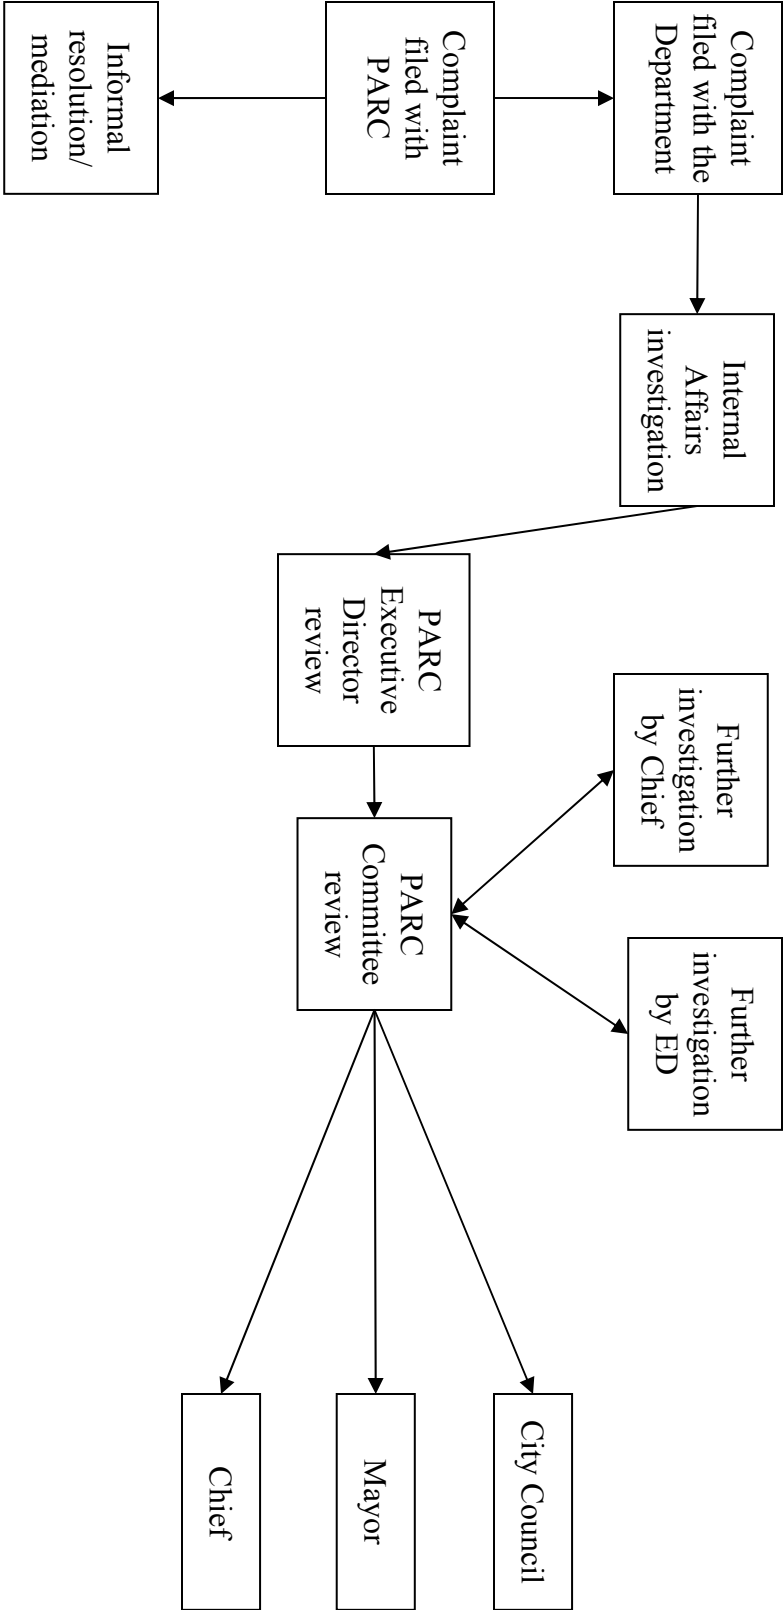 Complaint
filed with the
Department
Complaint
filed with
PARC
Informal
resolution/
mediation
Internal
Affairs
investigation
PARC
Executive
Director
review
Further
investigation
by Chief
PARC
Committee
review
Further
investigation
by ED
City Council
Mayor
Chief